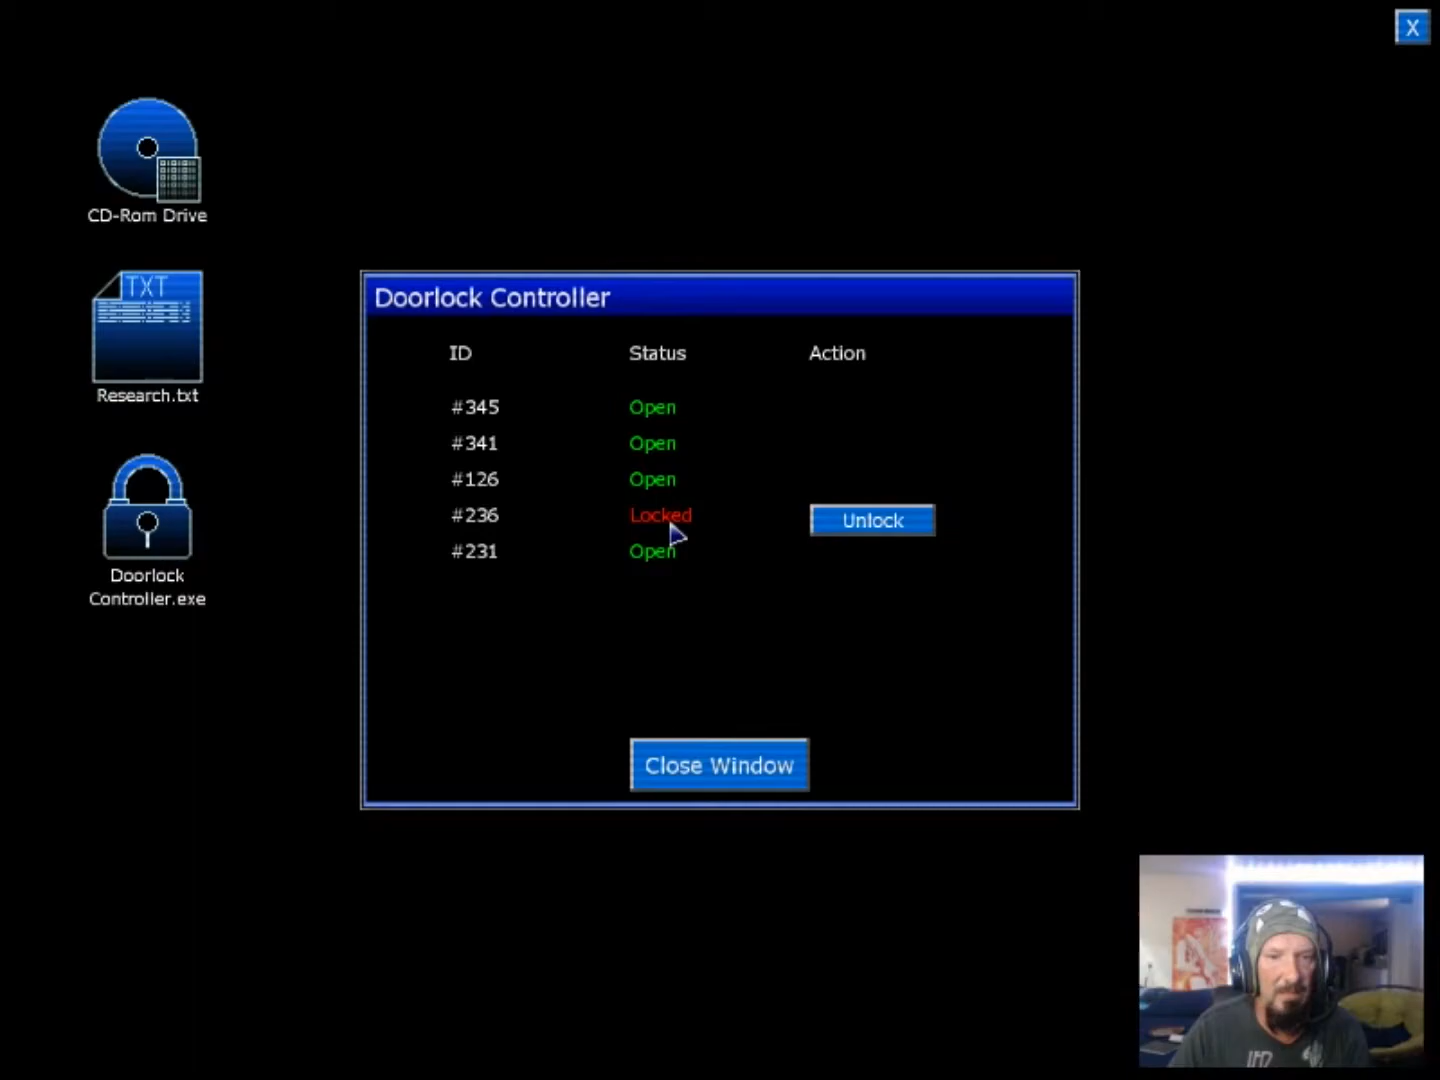 X
CD-Rom Drive
TXT
Research.txt
Doorlock
Controller.exe
Doorlock Controller
ID Status Action
#345 Open
#341 Open
#126 Open
#236 Locked Unlock
#231 Open
Close Window